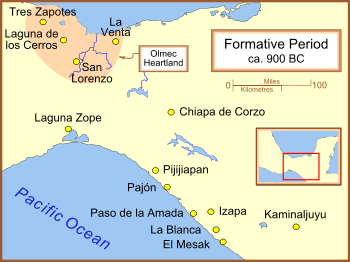 Tres Zapotes
Laguna de
los Cerros
La
Venta
San
Lorenzo
Olmec
Heartland
Formative Period
ca. 900 BC
Miles
0 100
Kilometres
Chiapa de Corzo
Laguna Zope
Pijijiapan
Pajón
Paso de la Amada
Izapa
Kaminaljuyu
La Blanca
El Mesak
Pacific Ocean